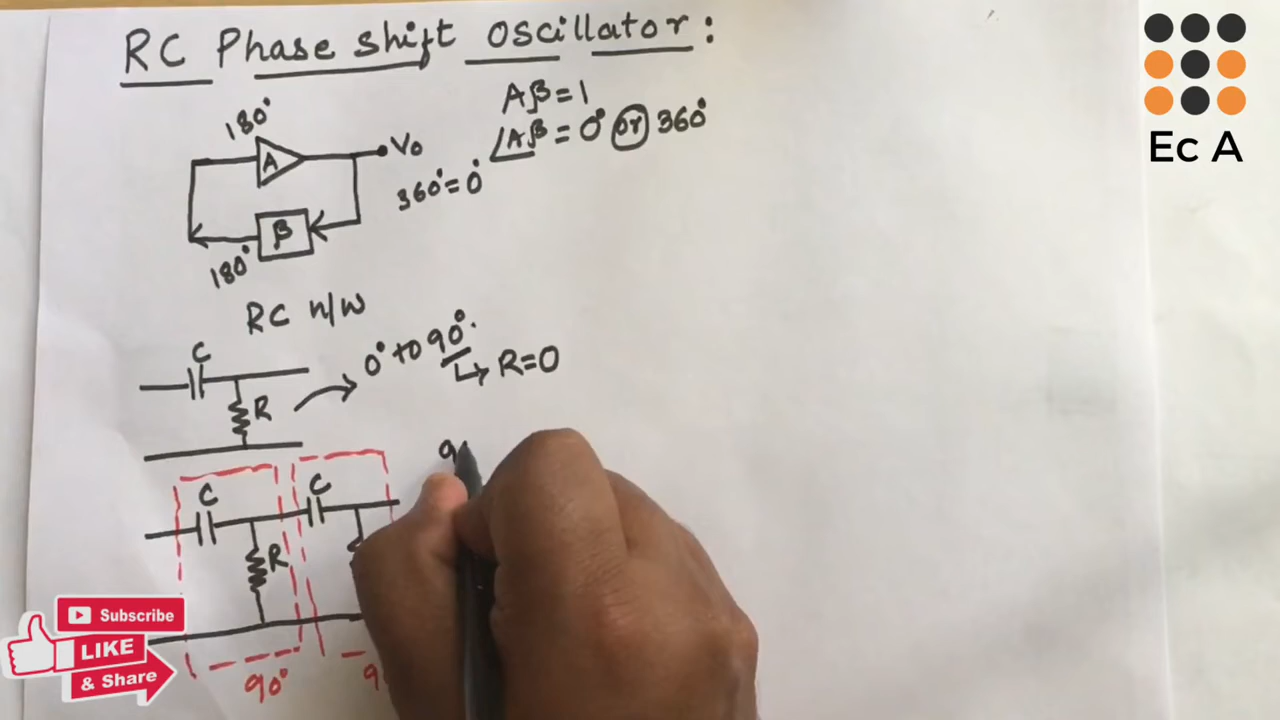 RC Phase shift Oscillator:
Aβ=1
∠Aβ = 0° or 360°
180°
A
Vo
360°=0°
β
180°
RC n/w
C
R
0° to 90°.
R=0
C
C
R
90°
Subscribe
LIKE
& Share
Ec A